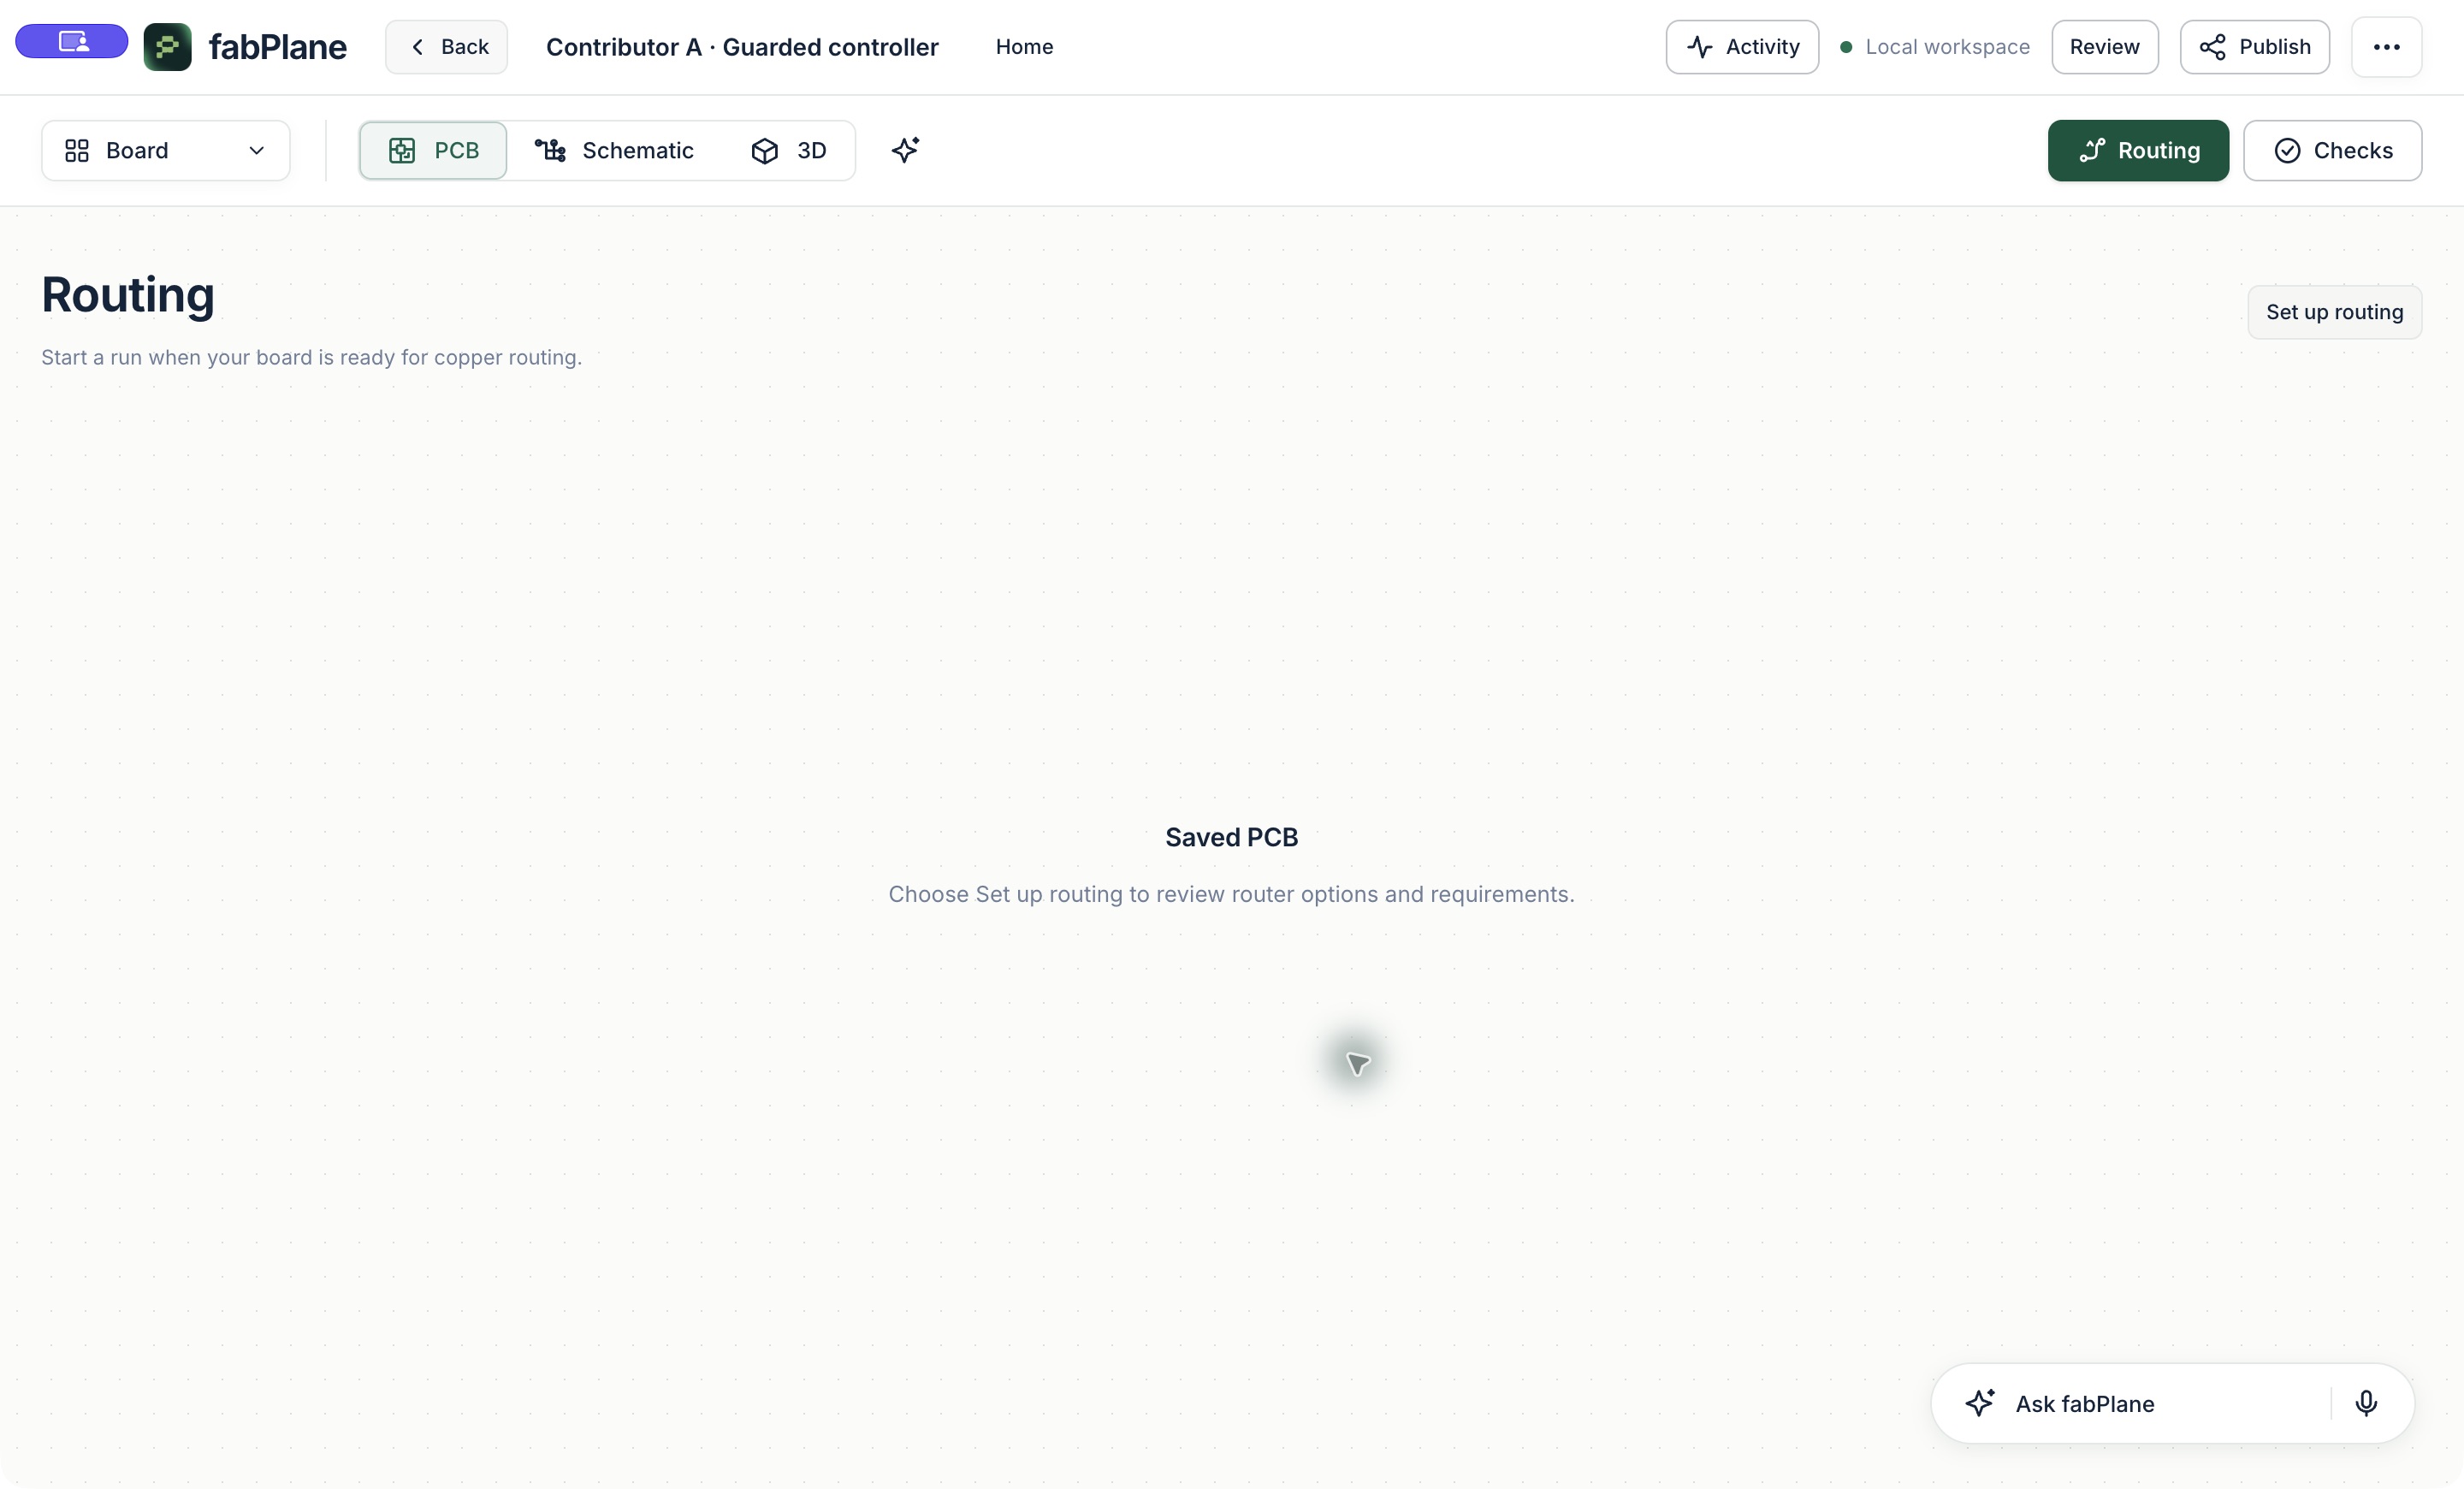 fabPlane
Back
Contributor A · Guarded controller
Home
Activity
Local workspace
Review
Publish
Board
PCB
Schematic
3D
Routing
Checks
Routing
Set up routing
Start a run when your board is ready for copper routing.
Saved PCB
Choose Set up routing to review router options and requirements.
Ask fabPlane